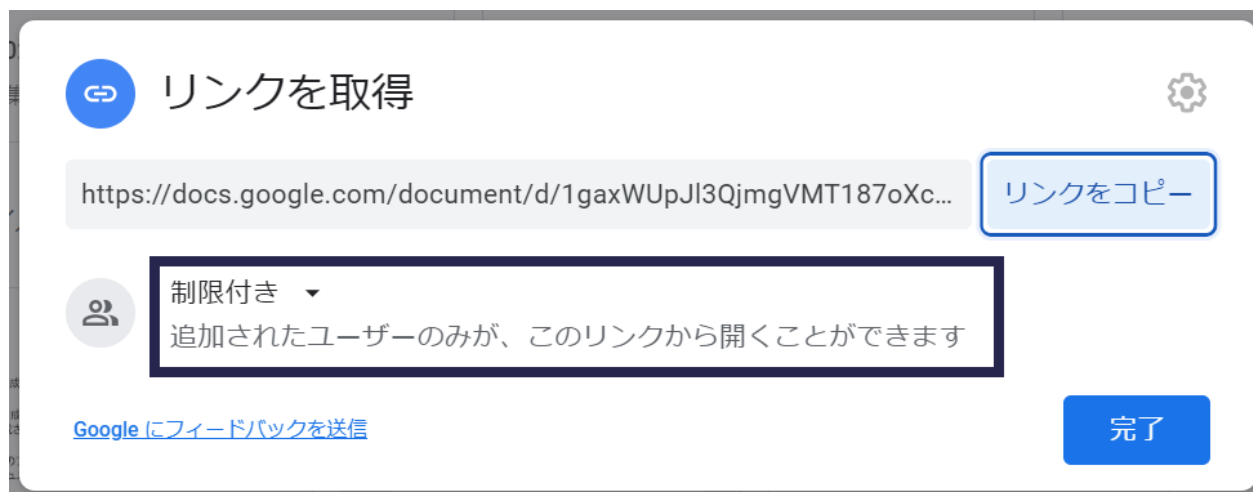 リンクを取得
https://docs.google.com/document/d/1gaxWUpJl3QjmgVMT187oXc...
リンクをコピー
制限付き
追加されたユーザーのみが、このリンクから開くことができます
Google にフィードバックを送信
完了